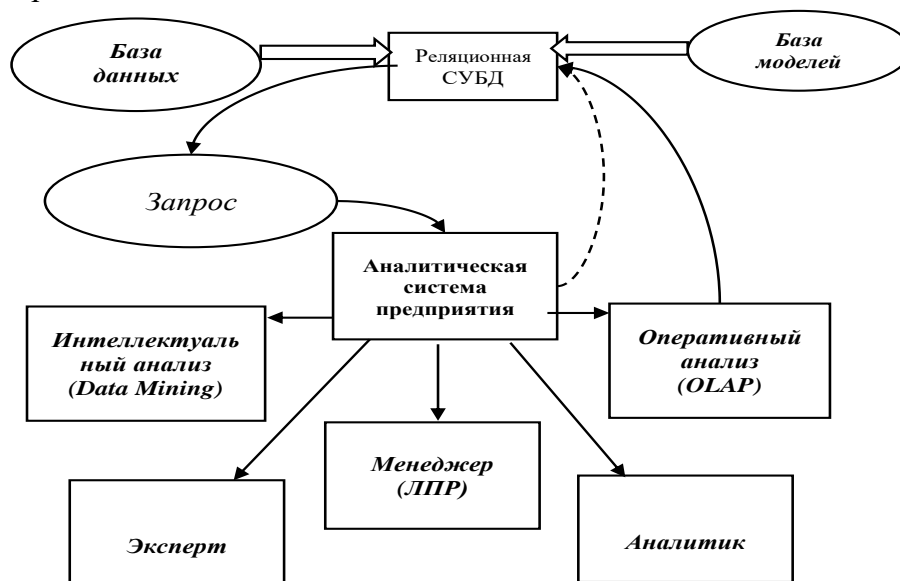 База
данных
Реляционная
СУБД
База
моделей
Запрос
Аналитическая
система
предприятия
Интеллектуаль
ный анализ
(Data Mining)
Оперативный
анализ
(OLAP)
Менеджер
(ЛПР)
Эксперт
Аналитик